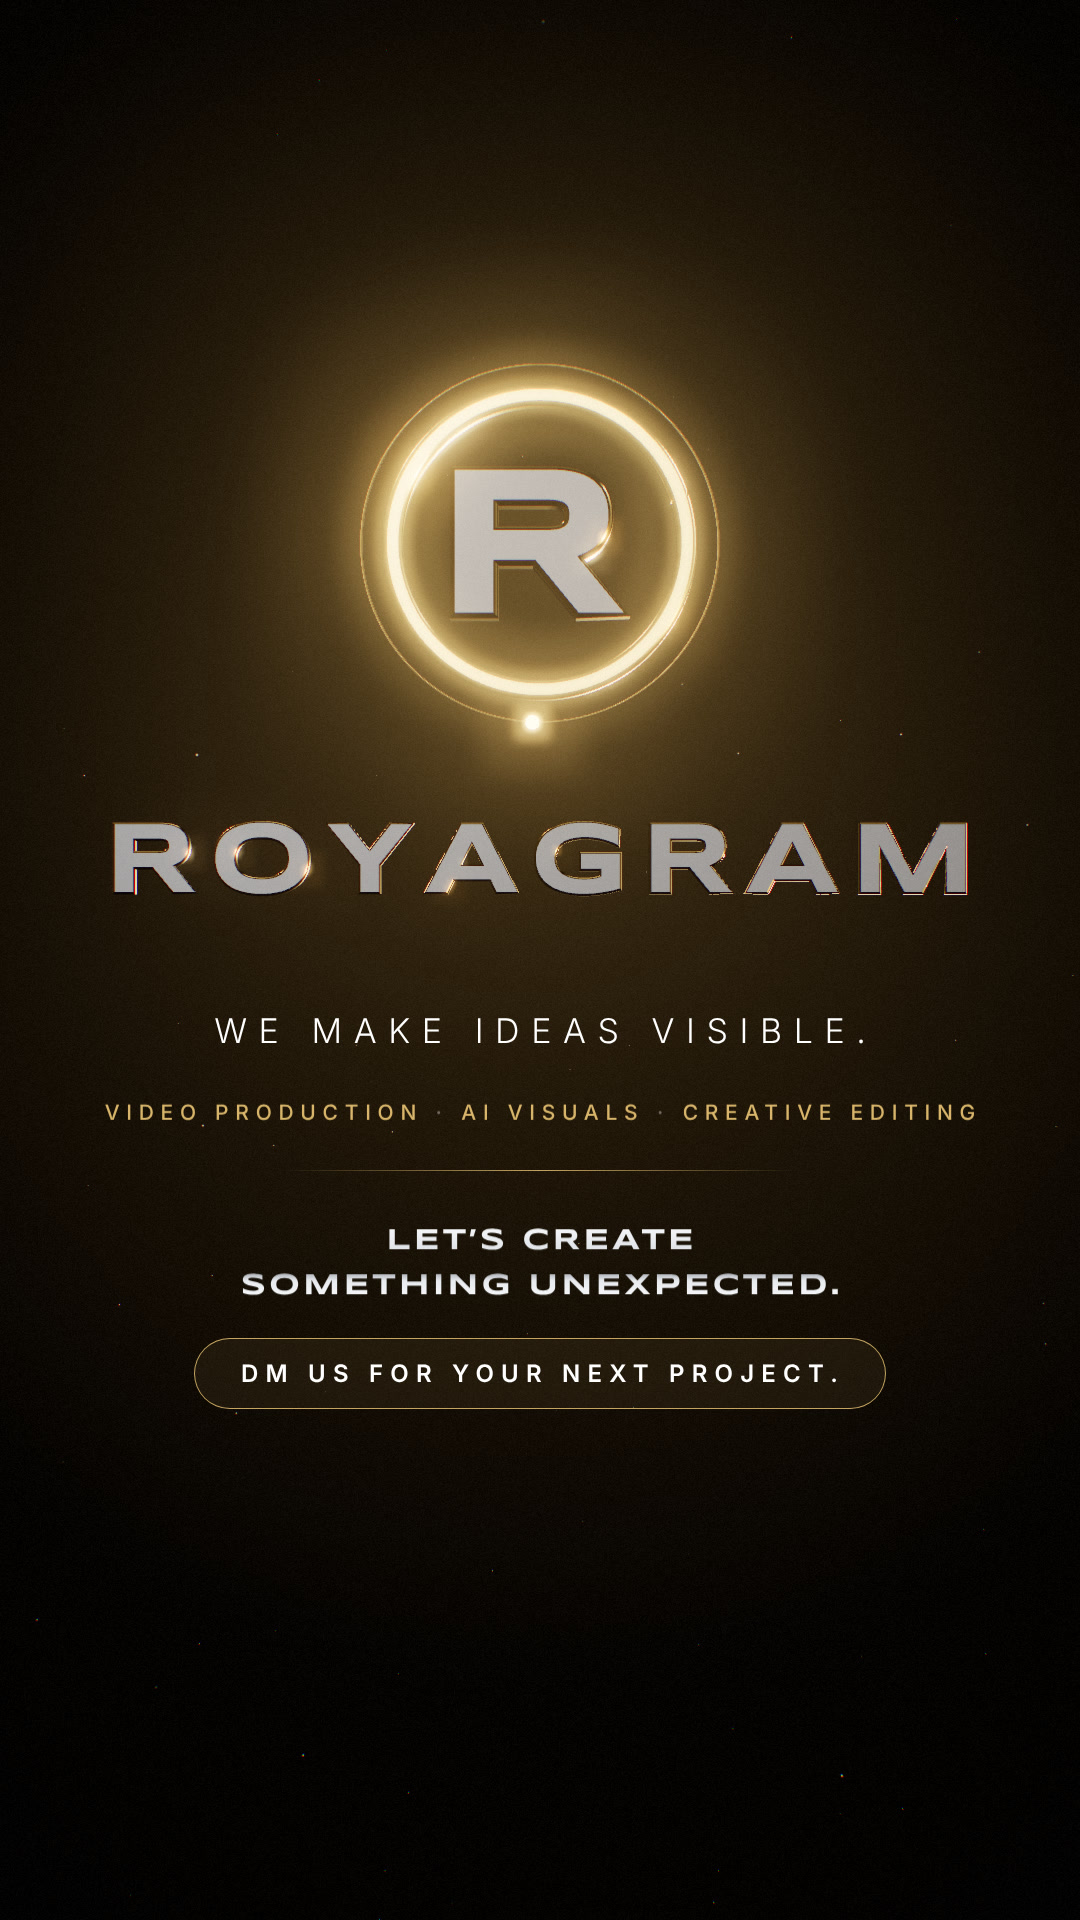 R
ROYAGRAM
WE MAKE IDEAS VISIBLE.
VIDEO PRODUCTION · AI VISUALS · CREATIVE EDITING
LET'S CREATE
SOMETHING UNEXPECTED.
DM US FOR YOUR NEXT PROJECT.